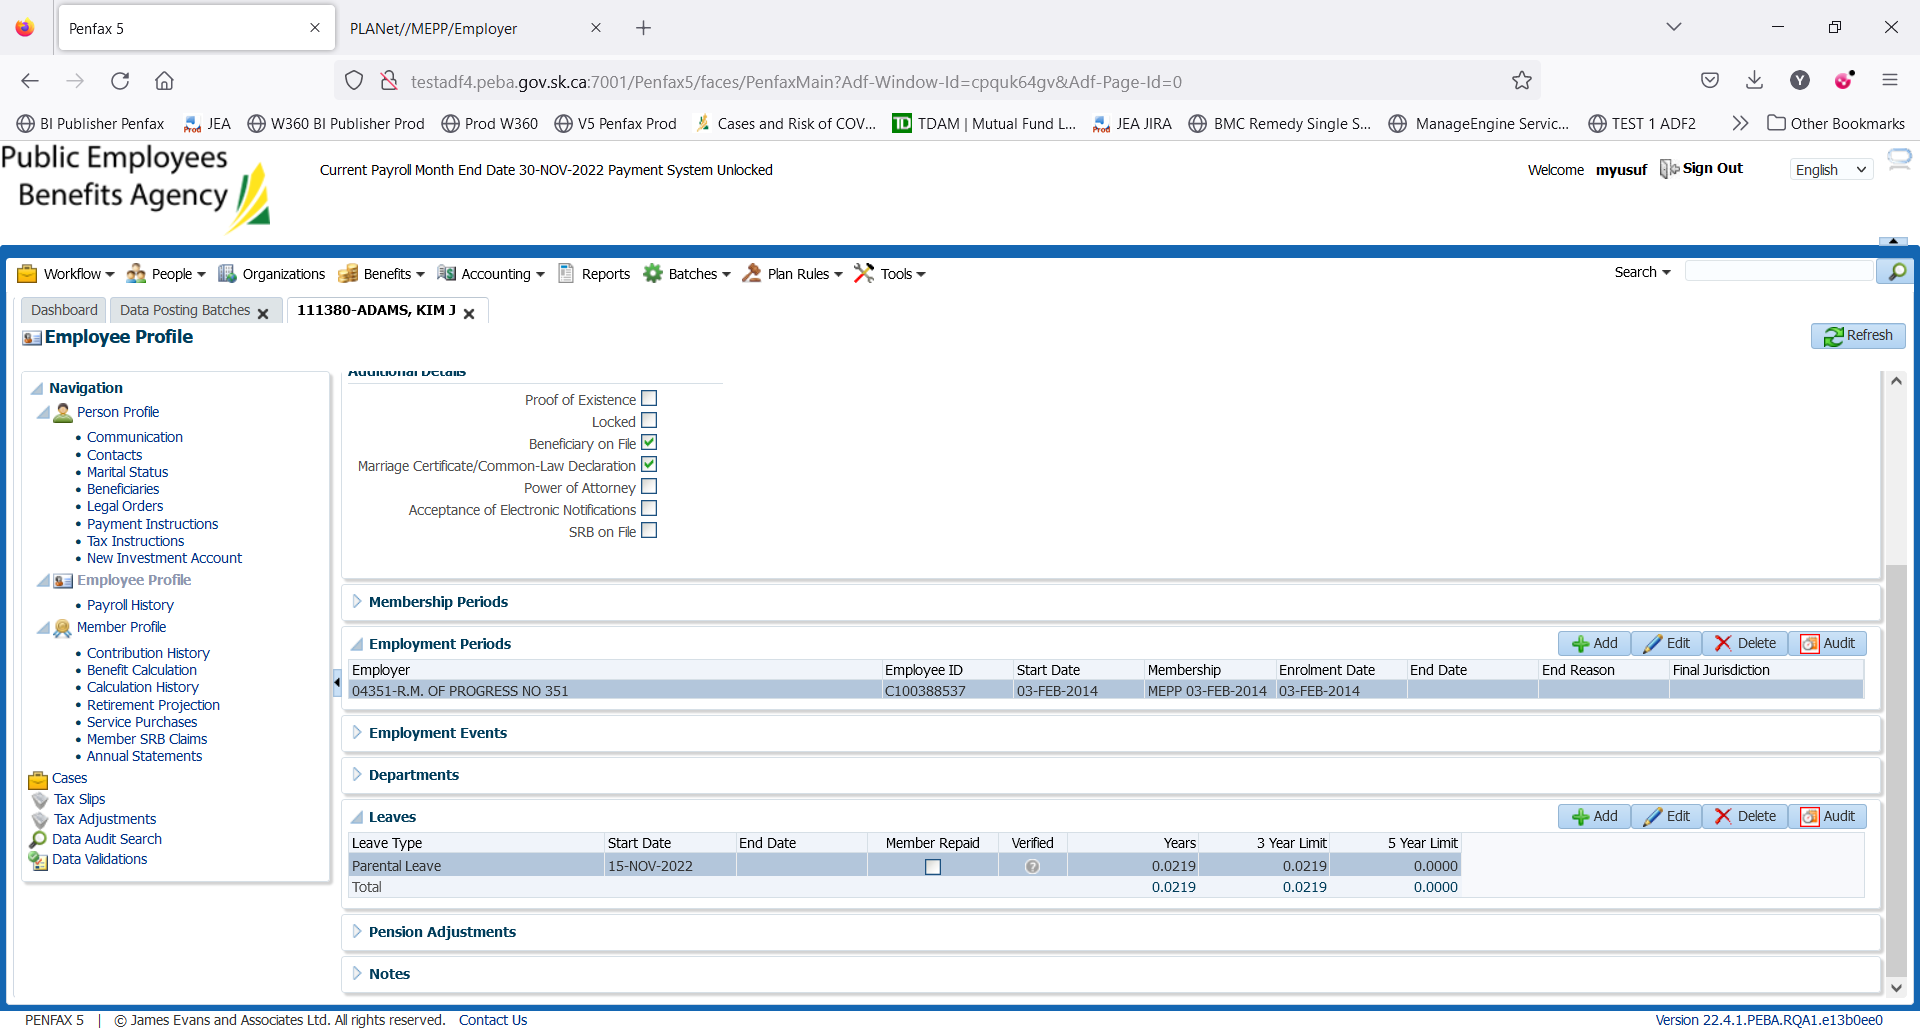 Penfax 5
PLANet//MEPP/Employer
testadf4.peba.gov.sk.ca:7001/Penfax5/faces/PenfaxMain?Adf-Window-Id=cpquk64gv&Adf-Page-Id=0
Y
BI Publisher Penfax JEA W360 BI Publisher Prod Prod W360 V5 Penfax Prod Cases and Risk of COV... TDAM | Mutual Fund L... JEA JIRA BMC Remedy Single S... ManageEngine Servic... TEST 1 ADF2 Other Bookmarks
Public Employees
Benefits Agency
Current Payroll Month End Date 30-NOV-2022 Payment System Unlocked
Welcome myusuf Sign Out English
Workflow People Organizations Benefits Accounting Reports Batches Plan Rules Tools Search
Dashboard Data Posting Batches 111380-ADAMS, KIM J
Employee Profile
Refresh
Navigation
Person Profile
Communication
Contacts
Marital Status
Beneficiaries
Legal Orders
Payment Instructions
Tax Instructions
New Investment Account
Employee Profile
Payroll History
Member Profile
Contribution History
Benefit Calculation
Calculation History
Retirement Projection
Service Purchases
Member SRB Claims
Annual Statements
Cases
Tax Slips
Tax Adjustments
Data Audit Search
Data Validations
Additional Details
Proof of Existence
Locked
Beneficiary on File
Marriage Certificate/Common-Law Declaration
Power of Attorney
Acceptance of Electronic Notifications
SRB on File
Membership Periods
Employment Periods
Add Edit Delete Audit
Employer Employee ID Start Date Membership Enrolment Date End Date End Reason Final Jurisdiction
04351-R.M. OF PROGRESS NO 351 C100388537 03-FEB-2014 MEPP 03-FEB-2014 03-FEB-2014
Employment Events
Departments
Leaves
Add Edit Delete Audit
Leave Type Start Date End Date Member Repaid Verified Years 3 Year Limit 5 Year Limit
Parental Leave 15-NOV-2022 0.0219 0.0219 0.0000
Total 0.0219 0.0219 0.0000
Pension Adjustments
Notes
PENFAX 5 | © James Evans and Associates Ltd. All rights reserved. Contact Us
Version 22.4.1.PEBA.RQA1.e13b0ee0